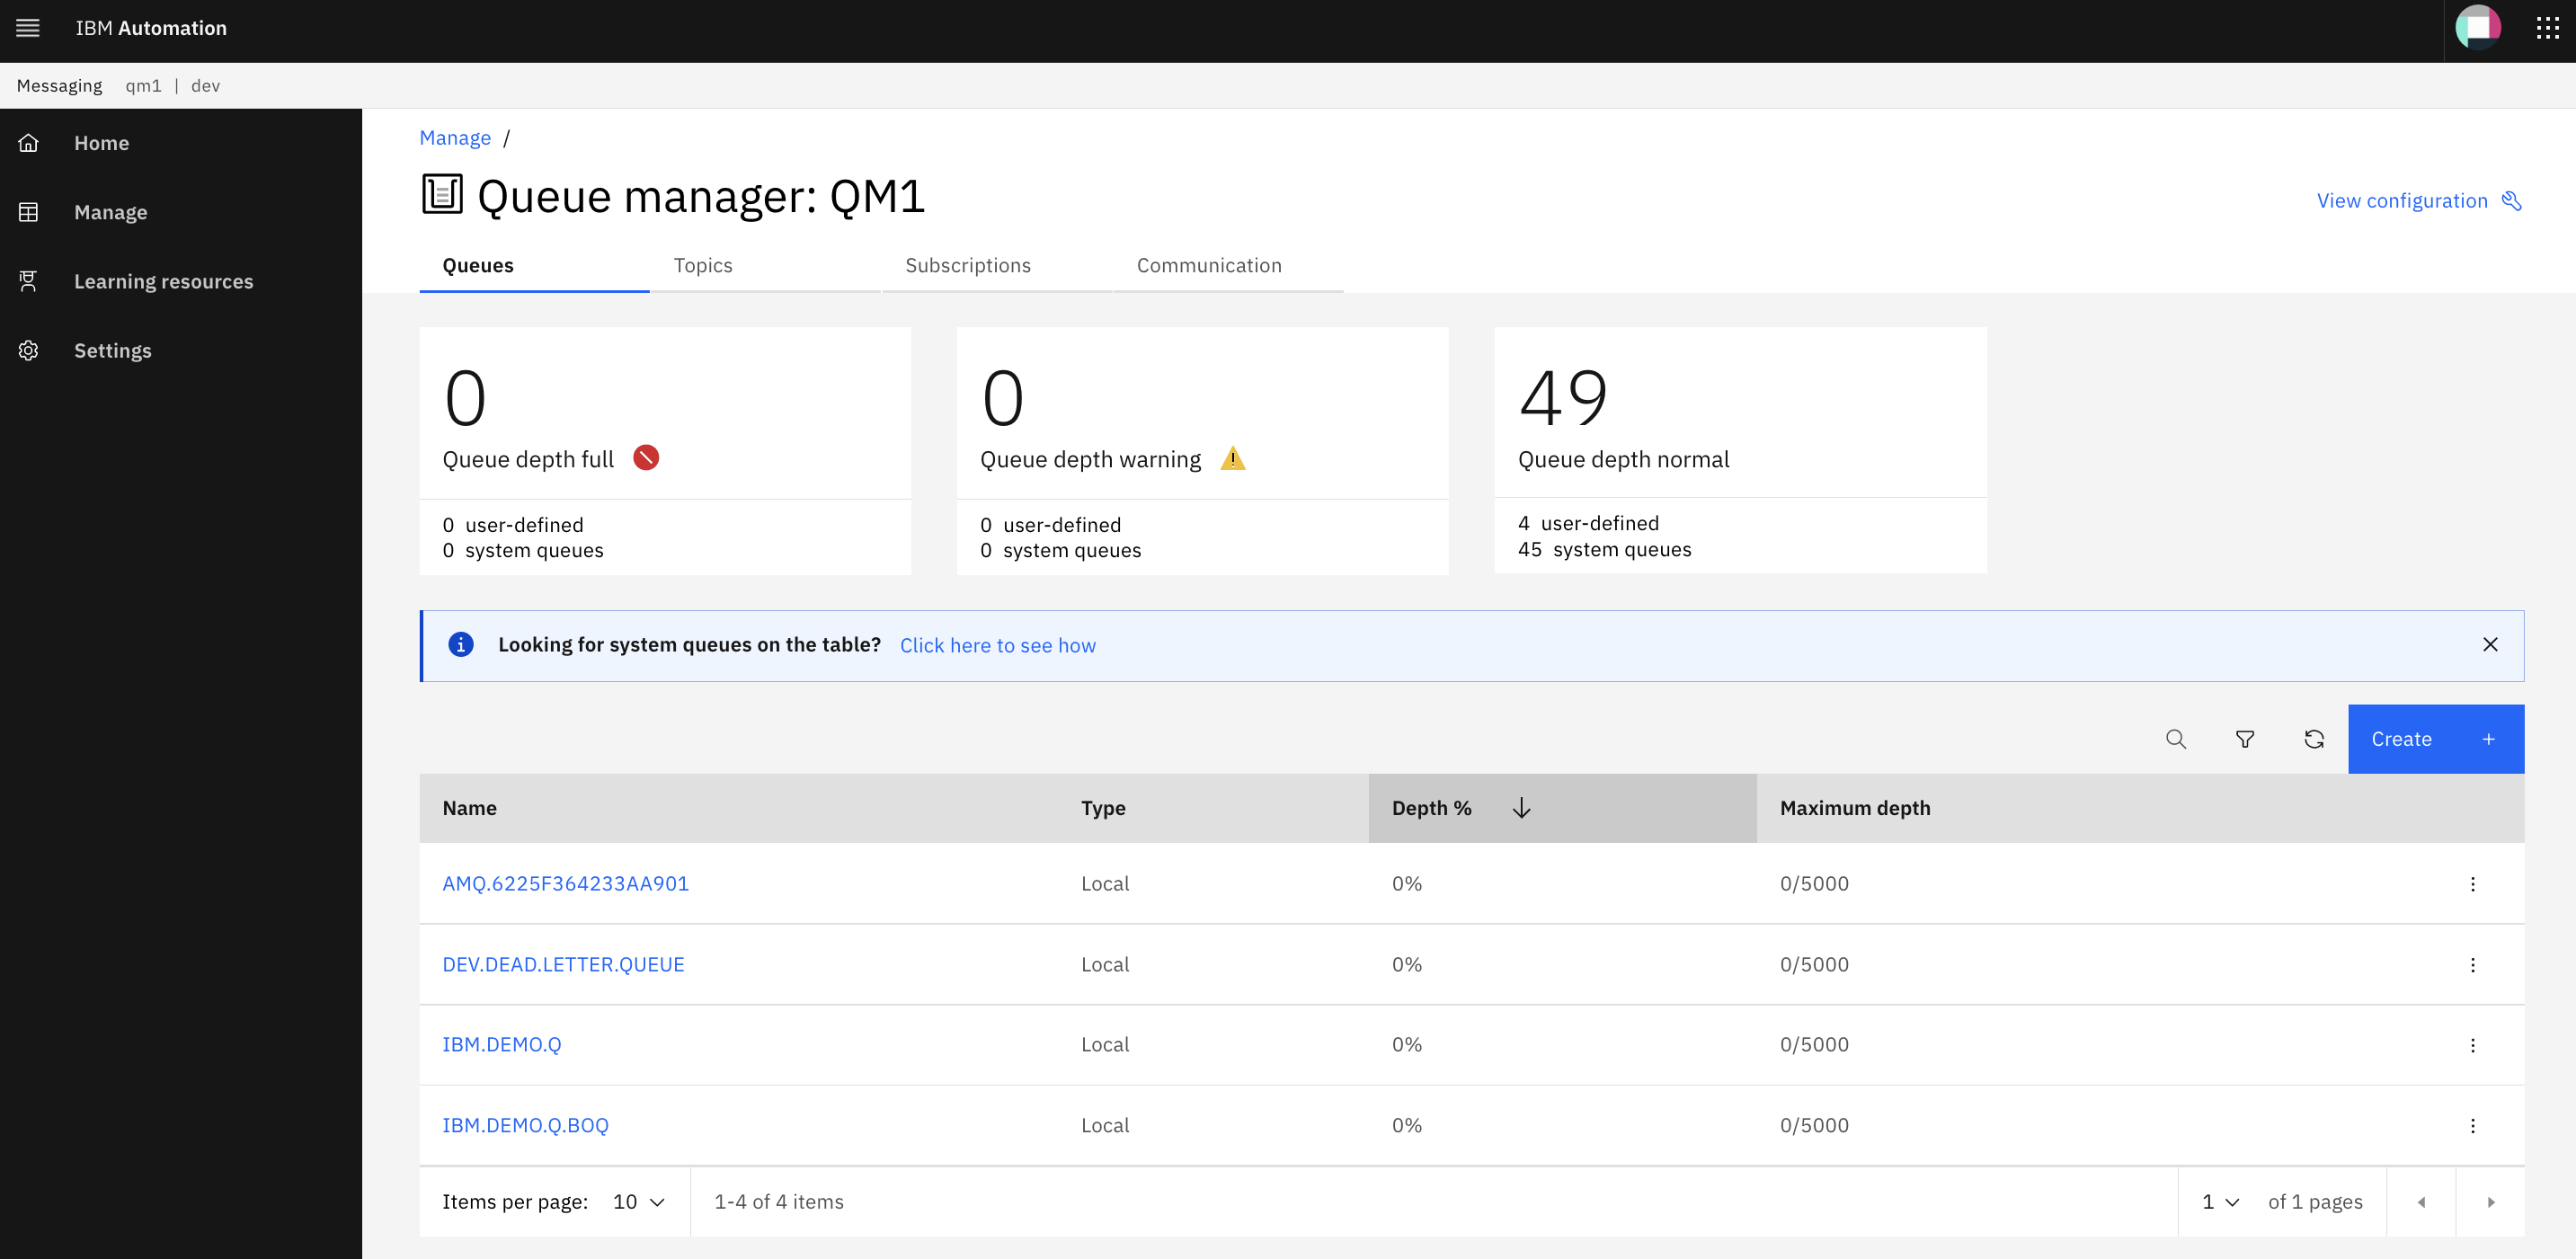 IBM Automation
Messaging qm1 | dev
Home
Manage
Learning resources
Settings
Manage /
Queue manager: QM1
View configuration
Queues Topics Subscriptions Communication
0
Queue depth full
0 user-defined
0 system queues
0
Queue depth warning
0 user-defined
0 system queues
49
Queue depth normal
4 user-defined
45 system queues
Looking for system queues on the table? Click here to see how
Create +
Name Type Depth % Maximum depth
AMQ.6225F364233AA901 Local 0% 0/5000
DEV.DEAD.LETTER.QUEUE Local 0% 0/5000
IBM.DEMO.Q Local 0% 0/5000
IBM.DEMO.Q.BOQ Local 0% 0/5000
Items per page: 10 1-4 of 4 items 1 of 1 pages